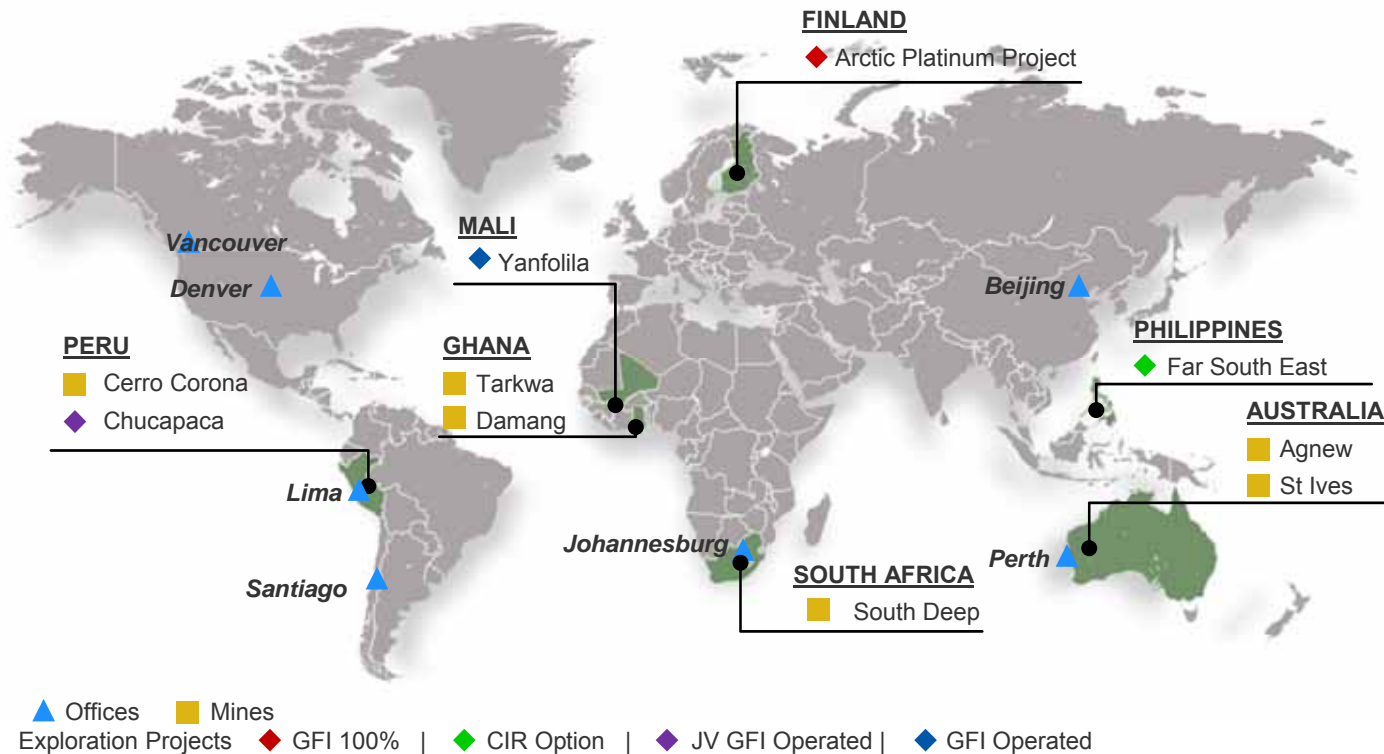 FINLAND
Arctic Platinum Project
Vancouver
MALI
Yanfolila
Denver
Beijing
PERU
Cerro Corona
Chucapaca
GHANA
Tarkwa
Damang
PHILIPPINES
Far South East
AUSTRALIA
Agnew
St Ives
Lima
Johannesburg
Perth
Santiago
SOUTH AFRICA
South Deep
Offices Mines
Exploration Projects GFI 100% | CIR Option | JV GFI Operated | GFI Operated